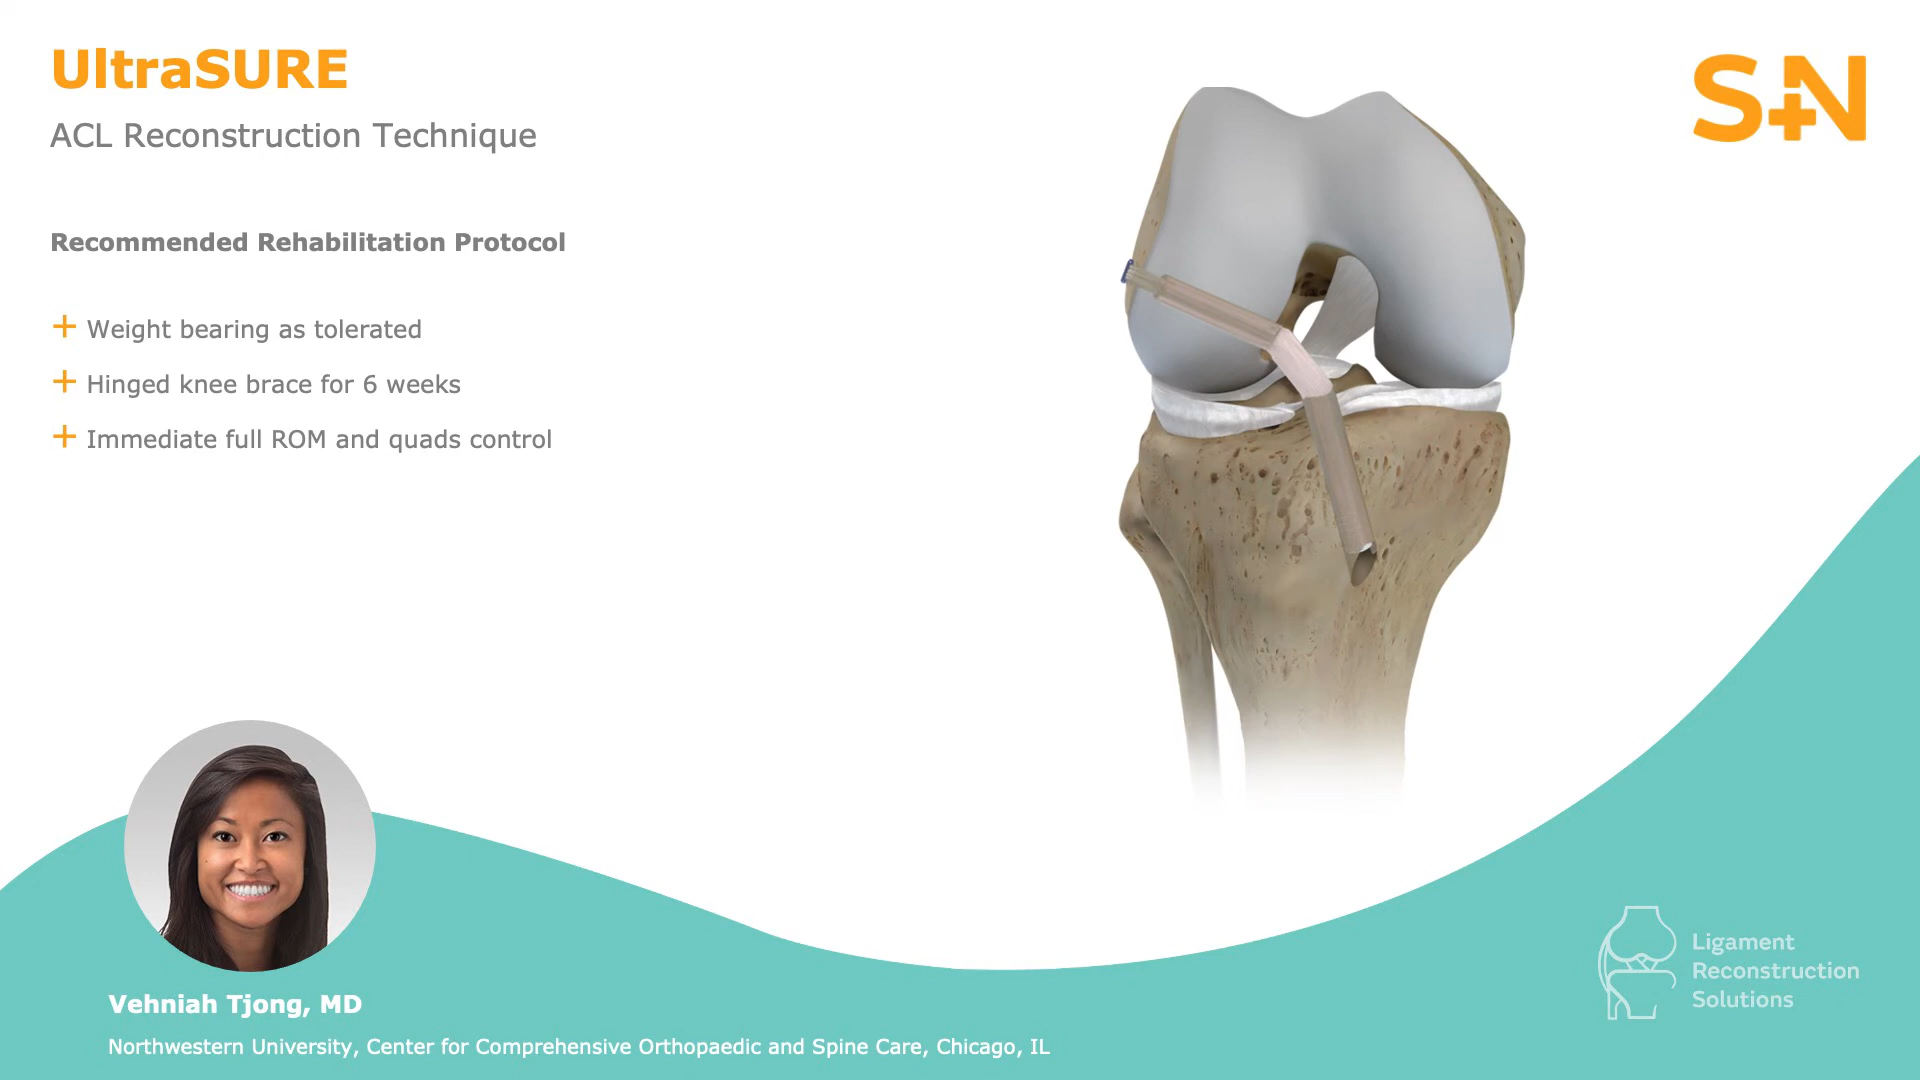 UltraSURE
ACL Reconstruction Technique
Recommended Rehabilitation Protocol
+ Weight bearing as tolerated
+ Hinged knee brace for 6 weeks
+ Immediate full ROM and quads control
S+N
Vehniah Tjong, MD
Northwestern University, Center for Comprehensive Orthopaedic and Spine Care, Chicago, IL
Ligament
Reconstruction
Solutions